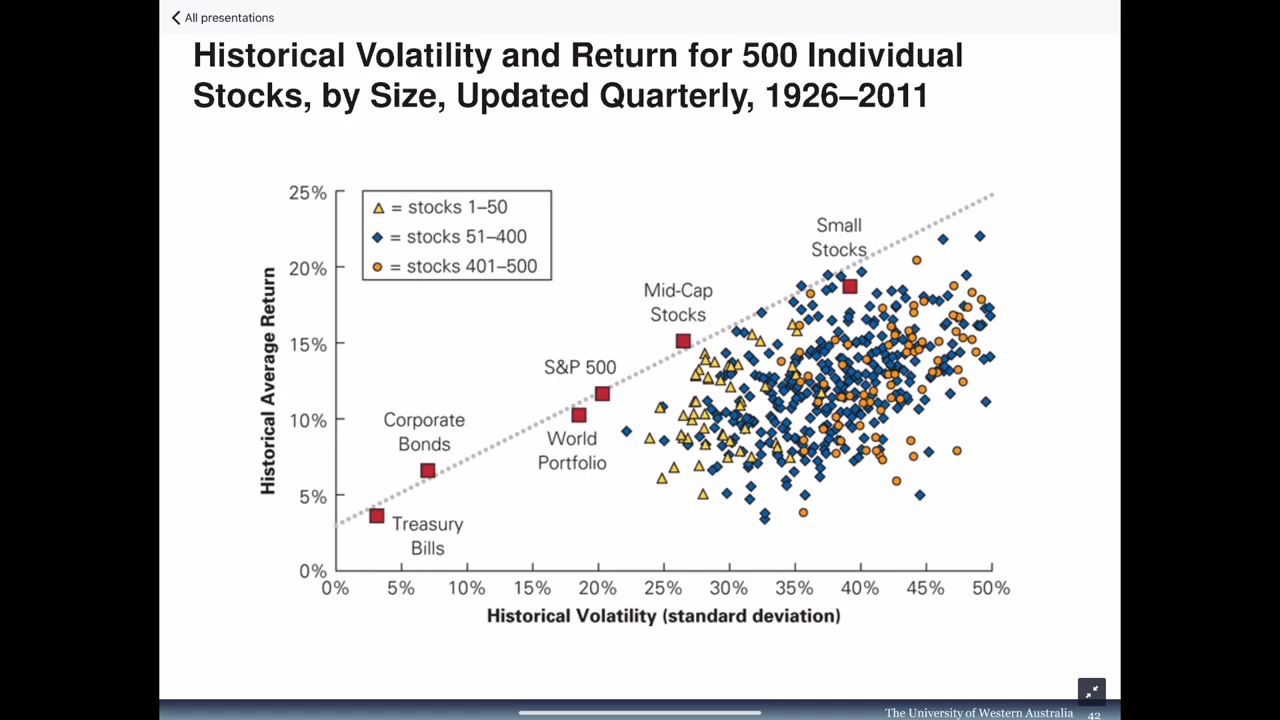 All presentations
Historical Volatility and Return for 500 Individual
Stocks, by Size, Updated Quarterly, 1926–2011
25%
20%
15%
10%
5%
0%
Historical Average Return
= stocks 1–50
= stocks 51–400
= stocks 401–500
Small
Stocks
Mid-Cap
Stocks
S&P 500
World
Portfolio
Corporate
Bonds
Treasury
Bills
0%
5%
10%
15%
20%
25%
30%
35%
40%
45%
50%
Historical Volatility (standard deviation)
The University of Western Australia
42